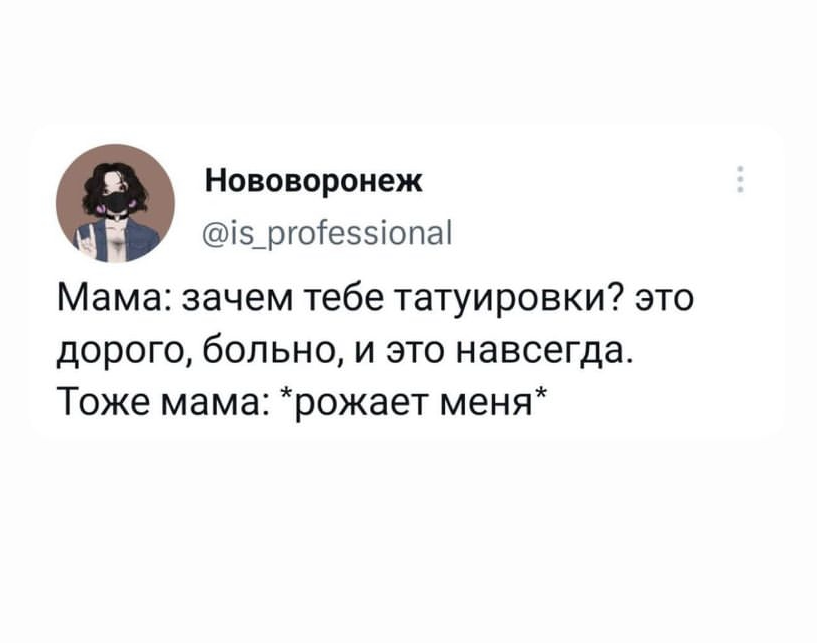 Нововоронеж
@is_professional
Мама: зачем тебе татуировки? это
дорого, больно, и это навсегда.
Тоже мама: *рожает меня*